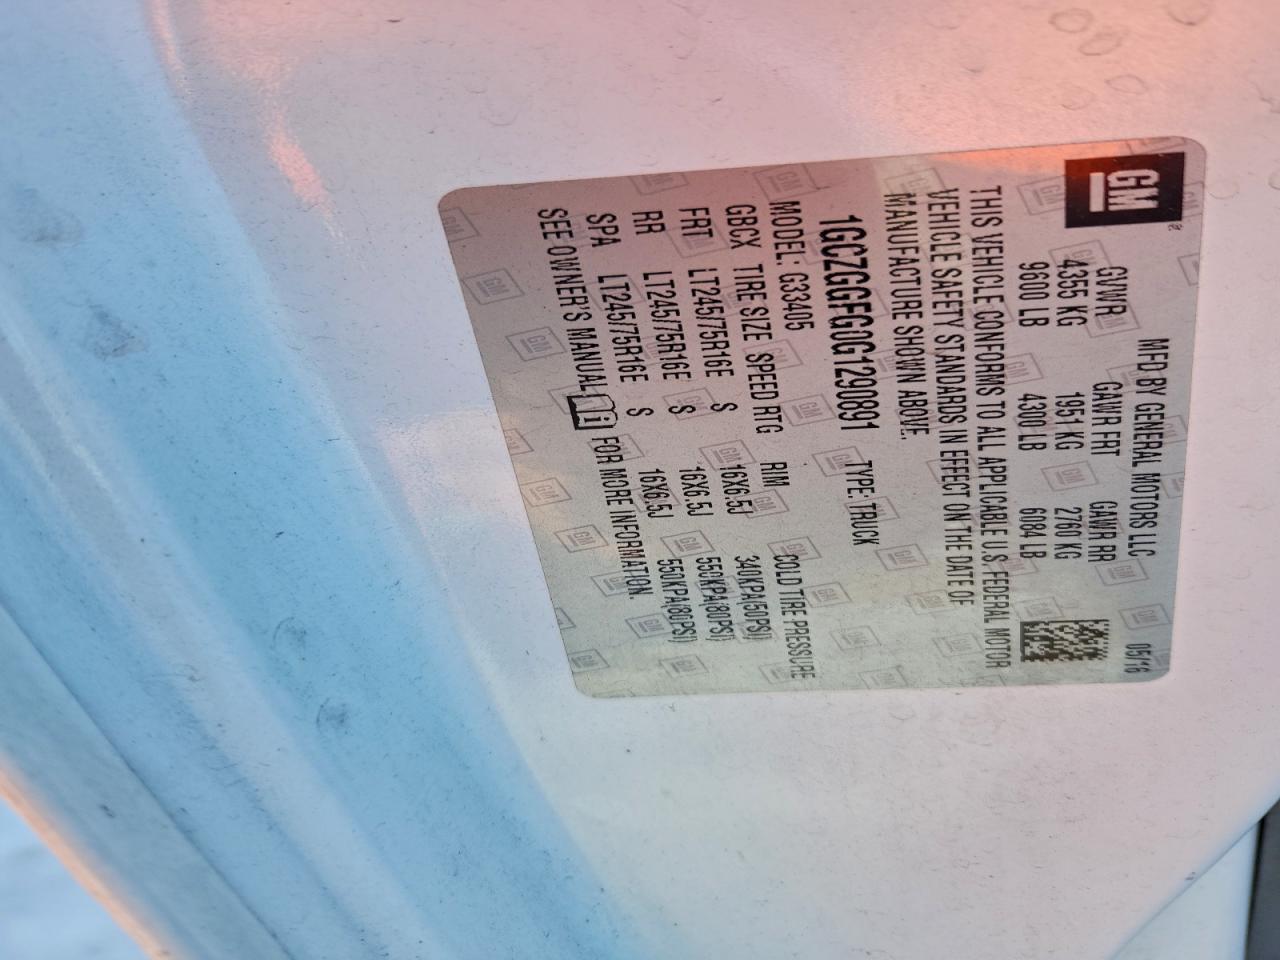 GM
MFD BY GENERAL MOTORS LLC 05/16
GVWR GAWR FRT GAWR RR
4355 KG 1951 KG 2760 KG
9600 LB 4300 LB 6084 LB
THIS VEHICLE CONFORMS TO ALL APPLICABLE U.S. FEDERAL MOTOR
VEHICLE SAFETY STANDARDS IN EFFECT ON THE DATE OF
MANUFACTURE SHOWN ABOVE.
1GCZGGFG0G1290891 TYPE: TRUCK
MODEL: G33405
GBCX TIRE SIZE SPEED RTG RIM COLD TIRE PRESSURE
FRT LT245/75R16E S 16X6.5J 340KPA(50PSI)
RR LT245/75R16E S 16X6.5J 550KPA(80PSI)
SPA LT245/75R16E S 16X6.5J 550KPA(80PSI)
SEE OWNER'S MANUAL FOR MORE INFORMATION.